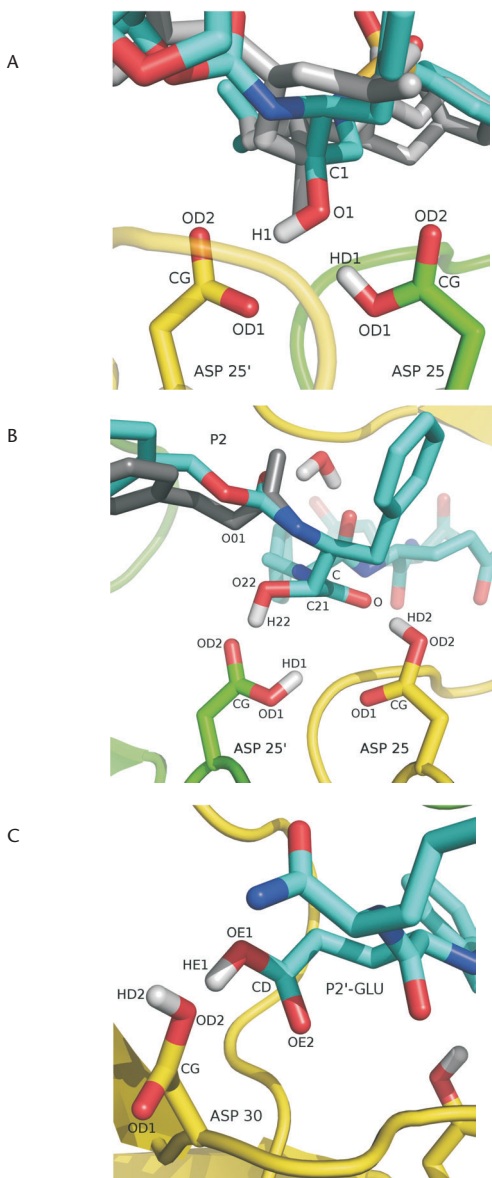 A
C1
OD2
O1
OD2
H1
HD1
CG
CG
OD1
OD1
ASP 25'
ASP 25
B
P2
O01
O22
C
C21
O
H22
HD2
OD2
OD2
HD1
CG
OD1
OD1
CG
ASP 25'
ASP 25
C
OE1
HE1
CD
P2'-GLU
HD2
OD2
OE2
CG
ASP 30
OD1